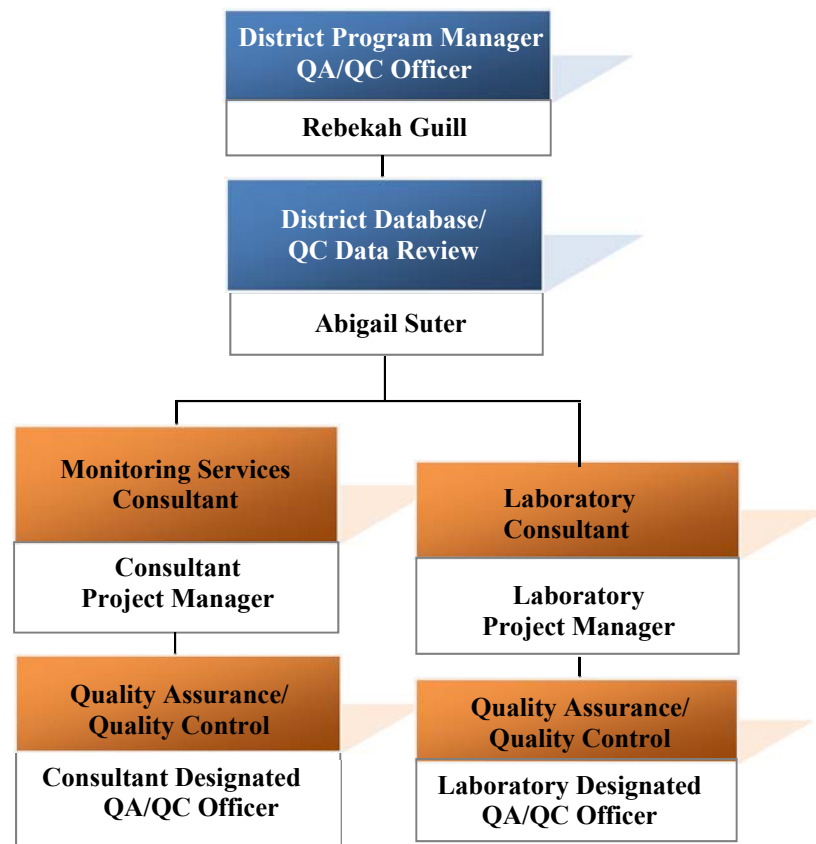 District Program Manager
QA/QC Officer
Rebekah Guill
District Database/
QC Data Review
Abigail Suter
Monitoring Services
Consultant
Consultant
Project Manager
Quality Assurance/
Quality Control
Consultant Designated
QA/QC Officer
Laboratory
Consultant
Laboratory
Project Manager
Quality Assurance/
Quality Control
Laboratory Designated
QA/QC Officer